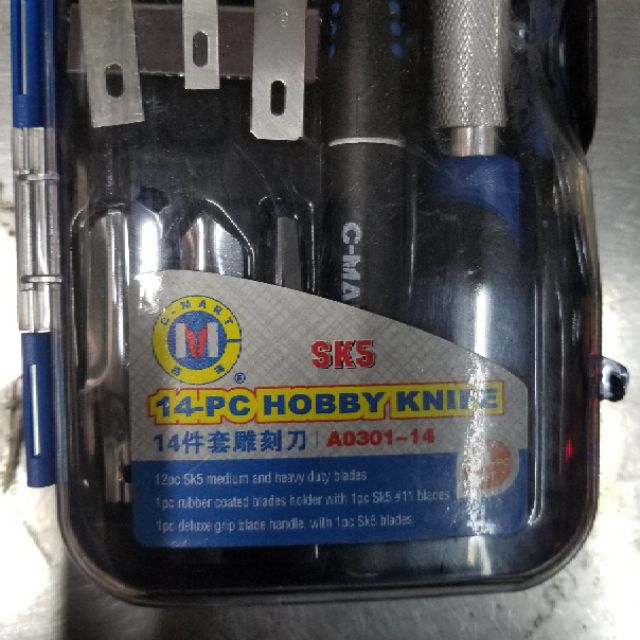 C-MA
C-MART
SK5
14-PC HOBBY KNIFE
14件套雕刻刀 | A0301-14
12pc Sk5 medium and heavy duty blades
1pc rubber coated blades holder with 1pc Sk5 #11 blades
1pc deluxe grip blade handle, with 1pc Sk5 blades